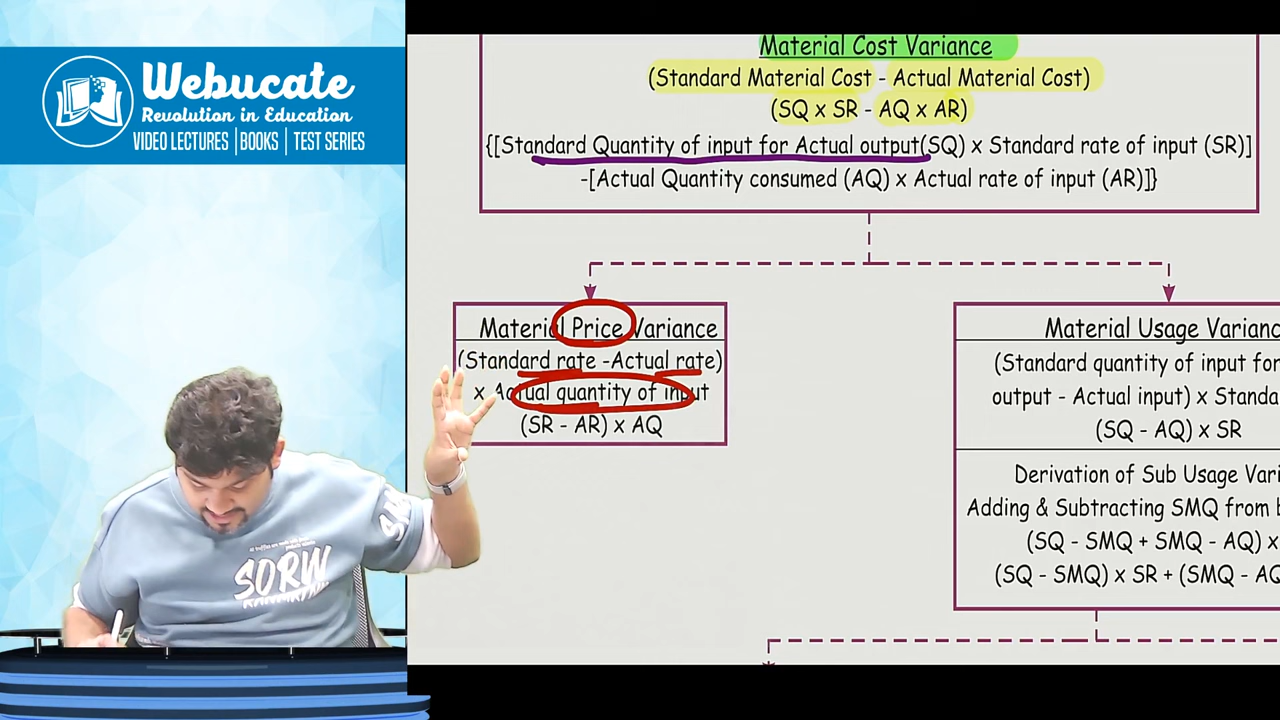 Webucate
Revolution in Education
VIDEO LECTURES | BOOKS | TEST SERIES
Material Cost Variance
(Standard Material Cost - Actual Material Cost)
(SQ x SR - AQ x AR)
{[Standard Quantity of input for Actual output(SQ) x Standard rate of input (SR)]
-[Actual Quantity consumed (AQ) x Actual rate of input (AR)]}
Material Price Variance
(Standard rate -Actual rate)
x Actual quantity of input
(SR - AR) x AQ
Material Usage Varianc
(Standard quantity of input for
output - Actual input) x Standa
(SQ - AQ) x SR
Derivation of Sub Usage Vari
Adding & Subtracting SMQ from b
(SQ - SMQ + SMQ - AQ) x
(SQ - SMQ) x SR + (SMQ - AQ
SORW